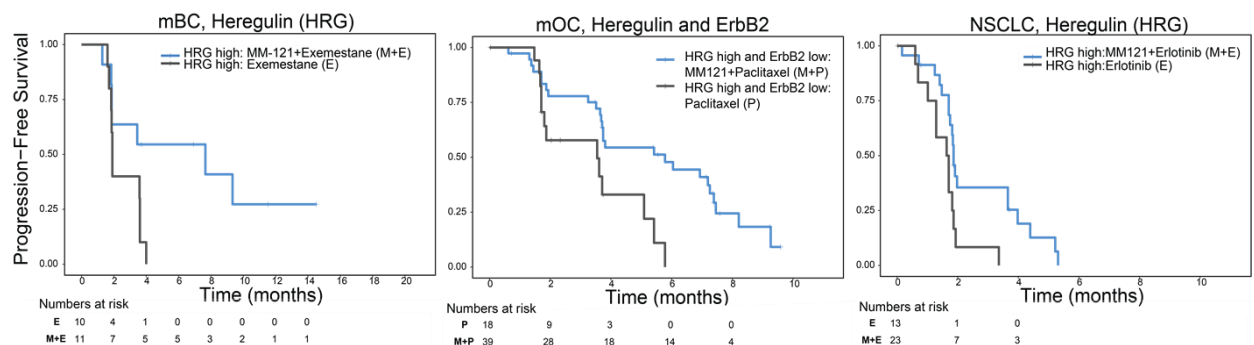 mBC, Heregulin (HRG)
Progression-Free Survival
1.00
0.75
0.50
0.25
0.00
HRG high: MM-121+Exemestane (M+E)
HRG high: Exemestane (E)
0 2 4 6 8 10 12 14 16 18 20
Time (months)
Numbers at risk
E 10 4 1 0 0 0 0 0
M+E 11 7 5 5 3 2 1 1
mOC, Heregulin and ErbB2
1.00
0.75
0.50
0.25
0.00
HRG high and ErbB2 low:
MM121+Paclitaxel (M+P)
HRG high and ErbB2 low:
Paclitaxel (P)
0 2 4 6 8 10
Time (months)
Numbers at risk
P 18 9 3 0 0
M+P 39 28 18 14 4
NSCLC, Heregulin (HRG)
1.00
0.75
0.50
0.25
0.00
HRG high:MM121+Erlotinib (M+E)
HRG high:Erlotinib (E)
0 2 4 6 8 10
Time (months)
Numbers at risk
E 13 1 0
M+E 23 7 3